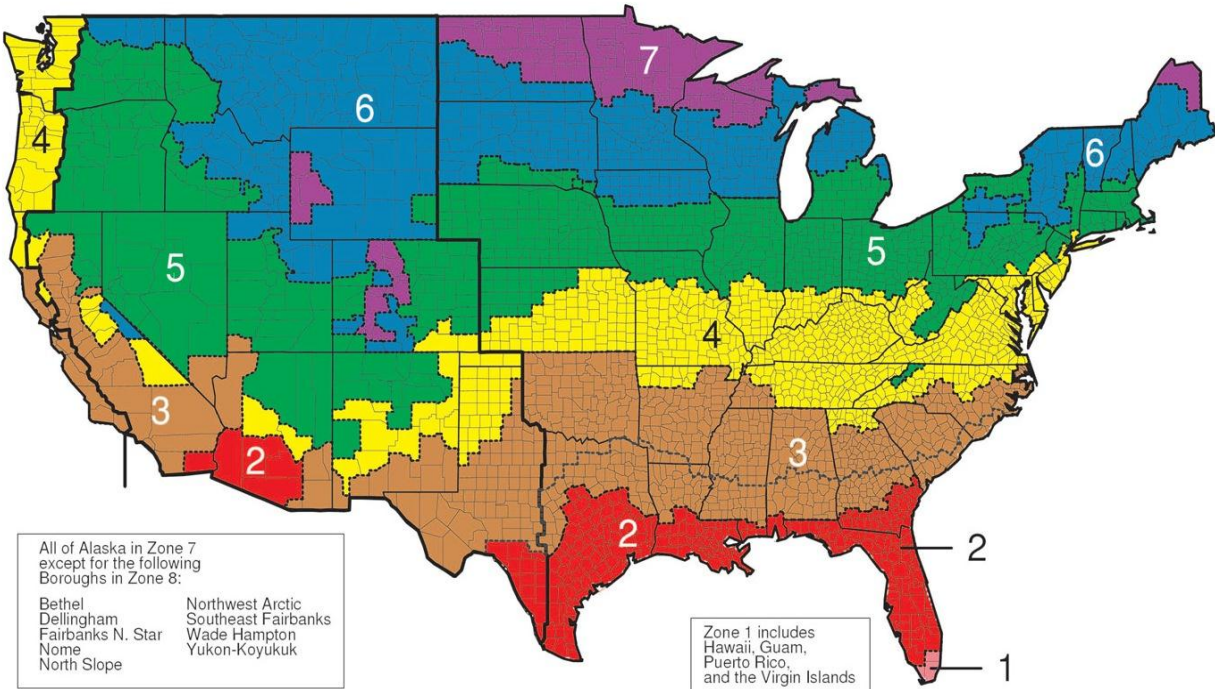 7
6
4
6
5
5
4
3
3
2
2
2
1
All of Alaska in Zone 7
except for the following
Boroughs in Zone 8:
Bethel
Dellingham
Fairbanks N. Star
Nome
North Slope
Northwest Arctic
Southeast Fairbanks
Wade Hampton
Yukon-Koyukuk
Zone 1 includes
Hawaii, Guam,
Puerto Rico,
and the Virgin Islands